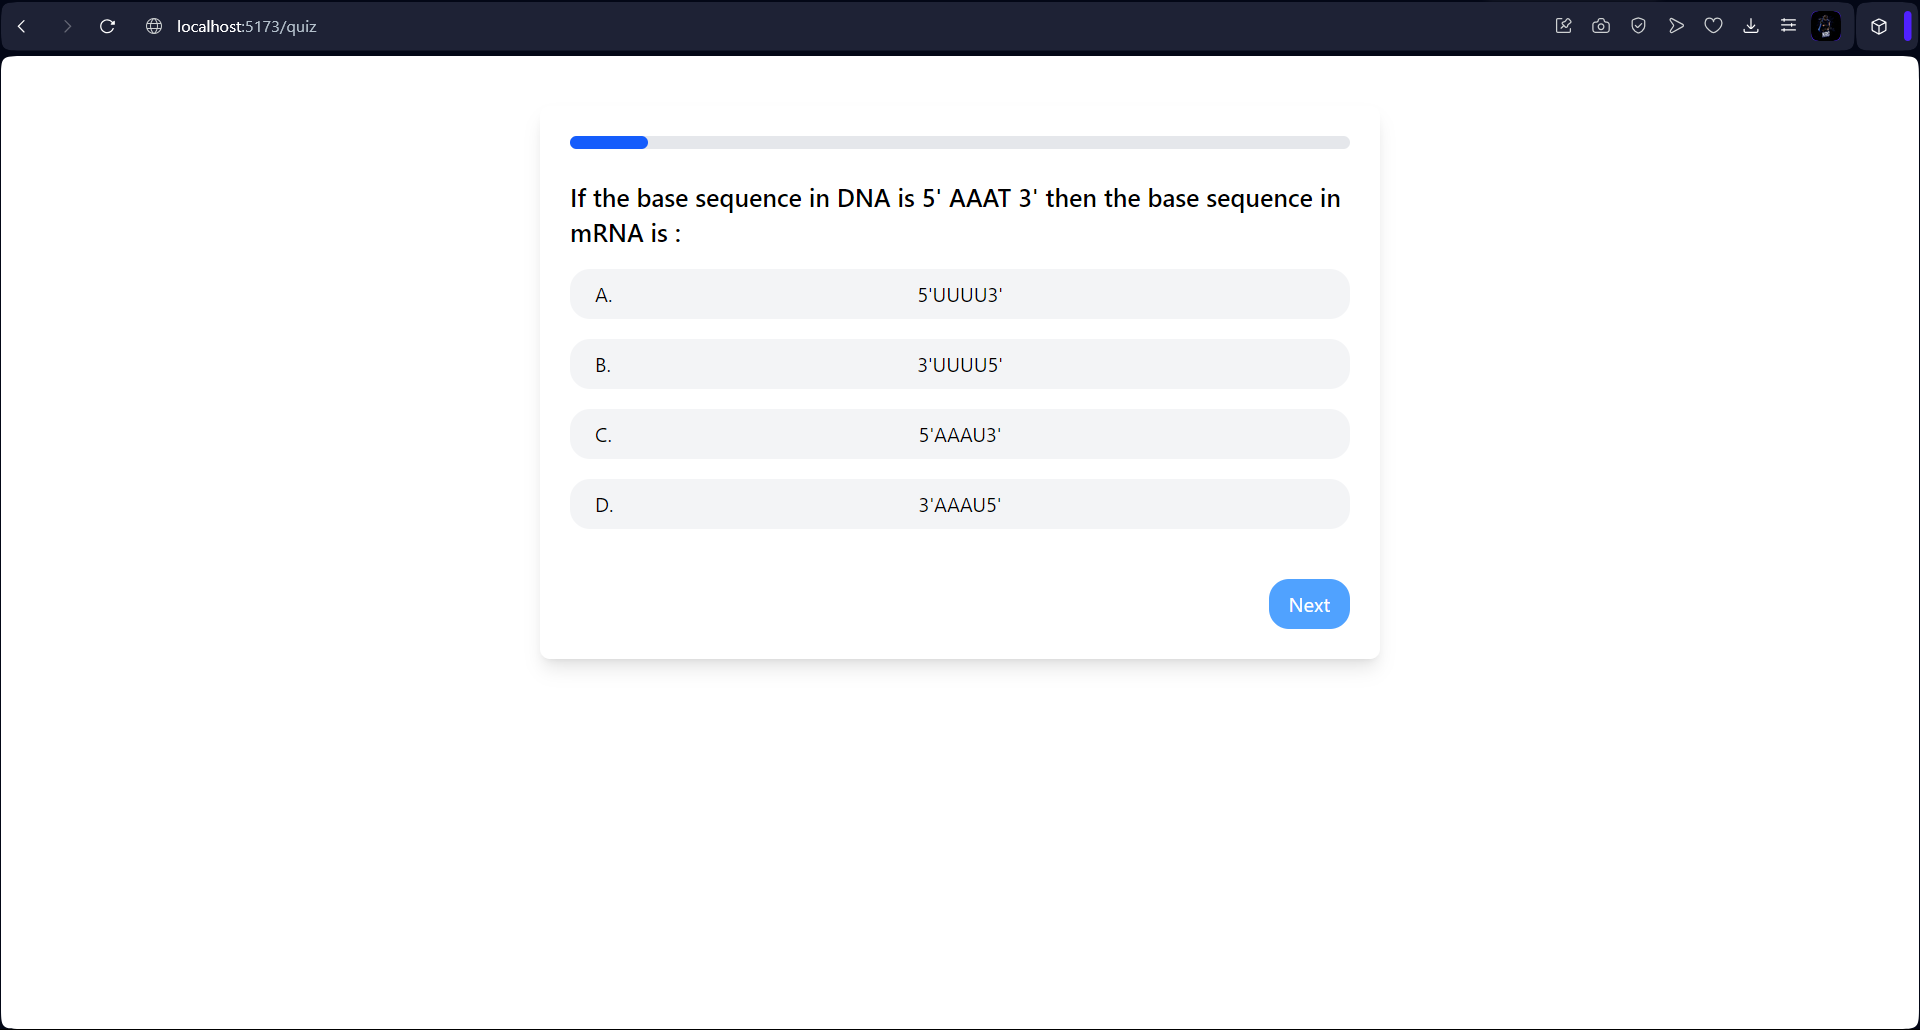 localhost:5173/quiz
If the base sequence in DNA is 5' AAAT 3' then the base sequence in
mRNA is :
A. 5'UUUU3'
B. 3'UUUU5'
C. 5'AAAU3'
D. 3'AAAU5'
Next